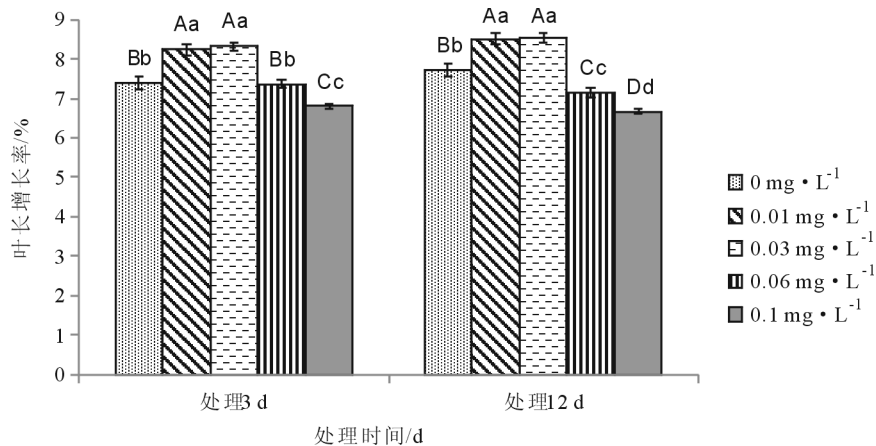 叶长增长率/%
9
8
7
6
5
4
3
2
1
0
Bb
Aa
Aa
Bb
Cc
Bb
Aa
Aa
Cc
Dd
处理3 d
处理12 d
处理时间/d
0 mg·L⁻¹
0.01 mg·L⁻¹
0.03 mg·L⁻¹
0.06 mg·L⁻¹
0.1 mg·L⁻¹